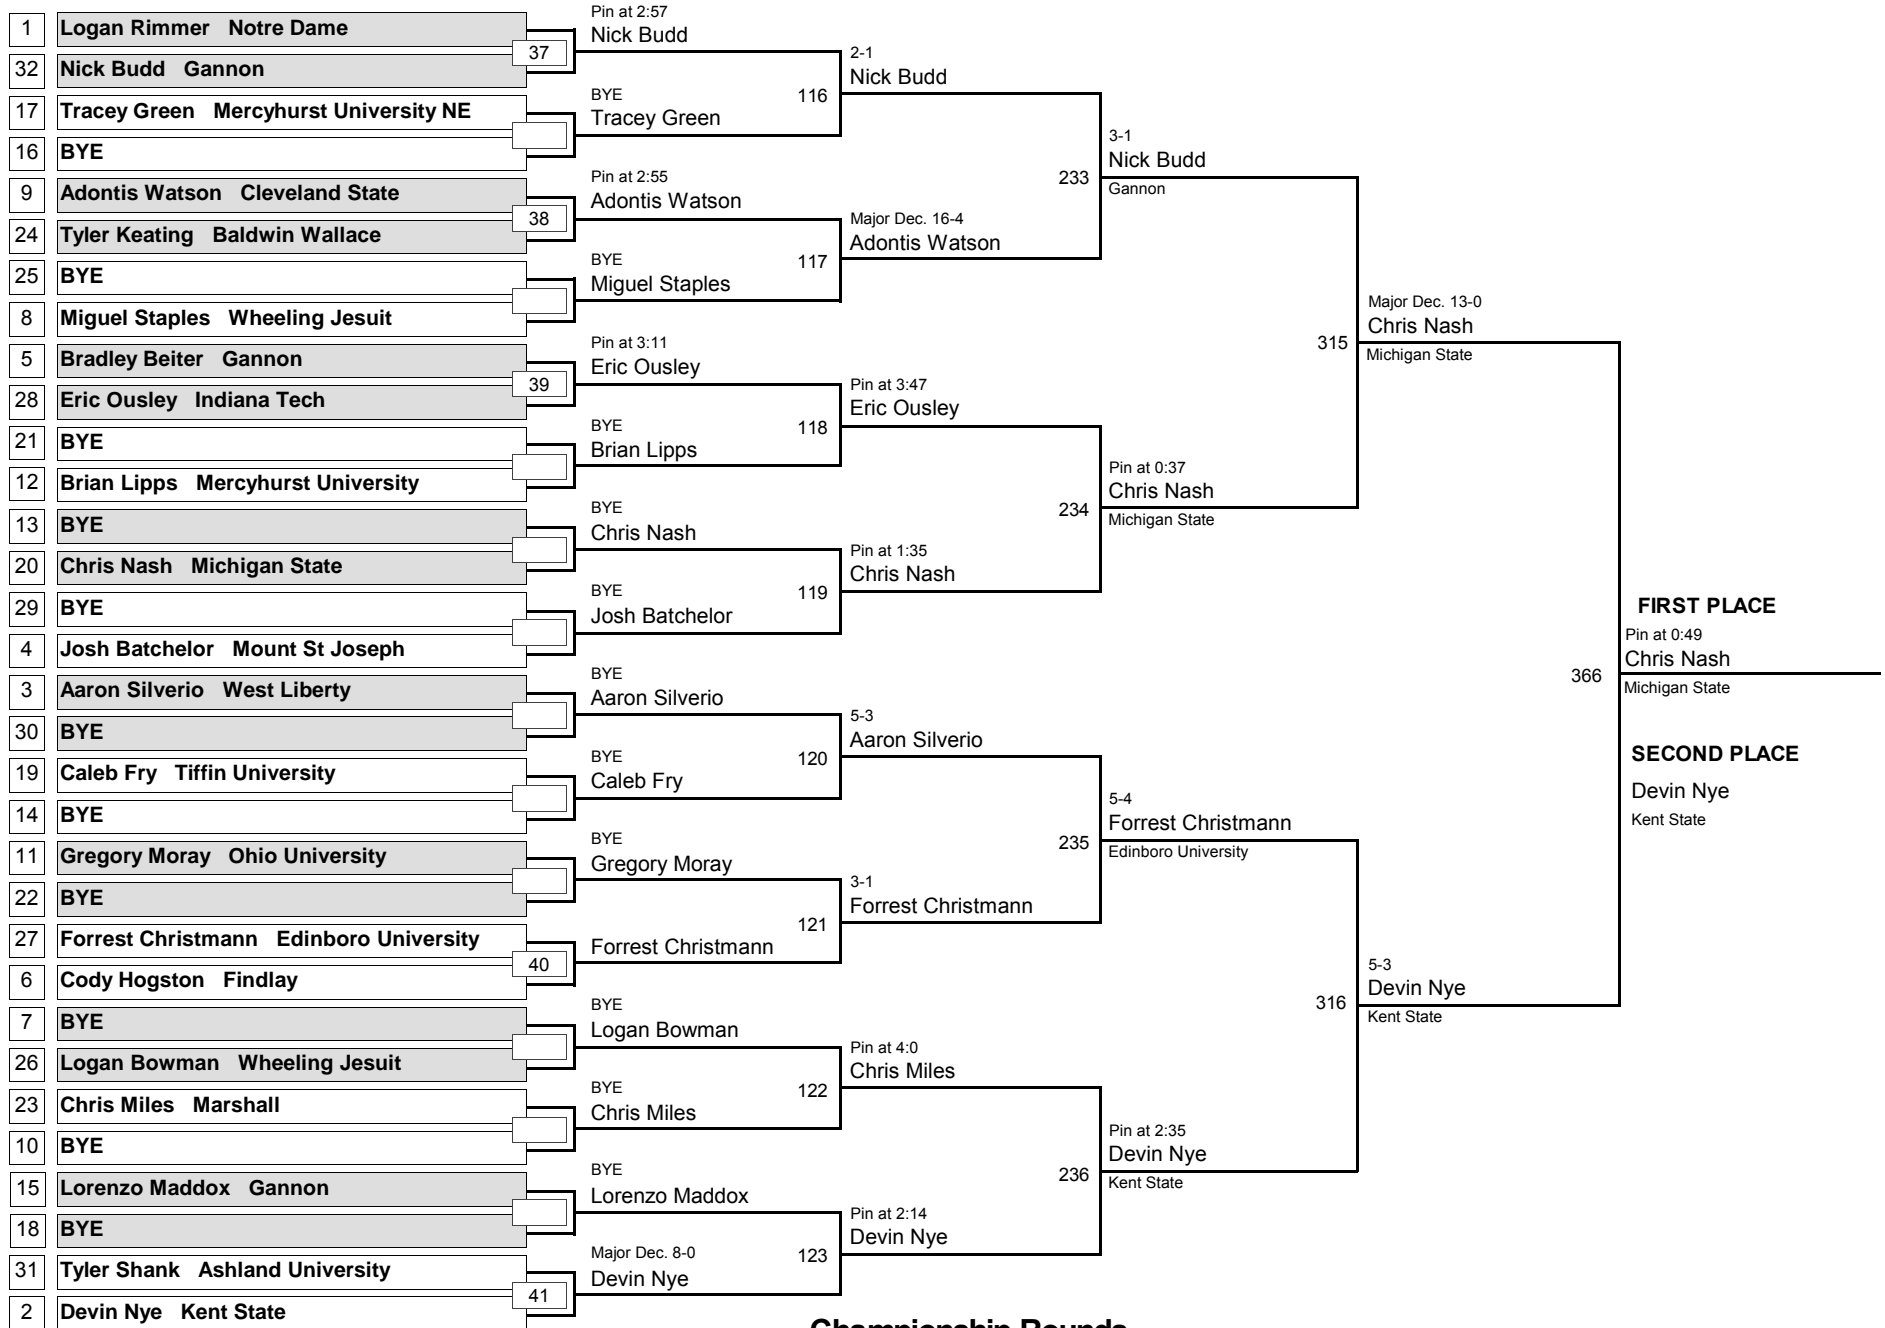 1 Logan Rimmer Notre Dame
32 Nick Budd Gannon
17 Tracey Green Mercyhurst University NE
16 BYE
9 Adontis Watson Cleveland State
24 Tyler Keating Baldwin Wallace
25 BYE
8 Miguel Staples Wheeling Jesuit
5 Bradley Beiter Gannon
28 Eric Ousley Indiana Tech
21 BYE
12 Brian Lipps Mercyhurst University
13 BYE
20 Chris Nash Michigan State
29 BYE
4 Josh Batchelor Mount St Joseph
3 Aaron Silverio West Liberty
30 BYE
19 Caleb Fry Tiffin University
14 BYE
11 Gregory Moray Ohio University
22 BYE
27 Forrest Christmann Edinboro University
6 Cody Hogston Findlay
7 BYE
26 Logan Bowman Wheeling Jesuit
23 Chris Miles Marshall
10 BYE
15 Lorenzo Maddox Gannon
18 BYE
31 Tyler Shank Ashland University
2 Devin Nye Kent State
37
38
39
40
41
Pin at 2:57
Nick Budd
BYE
Tracey Green
Pin at 2:55
Adontis Watson
BYE
Miguel Staples
Pin at 3:11
Eric Ousley
BYE
Brian Lipps
BYE
Chris Nash
BYE
Josh Batchelor
BYE
Aaron Silverio
BYE
Caleb Fry
BYE
Gregory Moray
Forrest Christmann
BYE
Logan Bowman
BYE
Chris Miles
BYE
Lorenzo Maddox
Major Dec. 8-0
Devin Nye
116
117
118
119
120
121
122
123
2-1
Nick Budd
Major Dec. 16-4
Adontis Watson
Pin at 3:47
Eric Ousley
Pin at 1:35
Chris Nash
5-3
Aaron Silverio
3-1
Forrest Christmann
Pin at 4:0
Chris Miles
Pin at 2:14
Devin Nye
233
234
235
236
3-1
Nick Budd
Gannon
Pin at 0:37
Chris Nash
Michigan State
5-4
Forrest Christmann
Edinboro University
Pin at 2:35
Devin Nye
Kent State
315
316
Major Dec. 13-0
Chris Nash
Michigan State
5-3
Devin Nye
Kent State
366
FIRST PLACE
Pin at 0:49
Chris Nash
Michigan State
SECOND PLACE
Devin Nye
Kent State
Championship Rounds